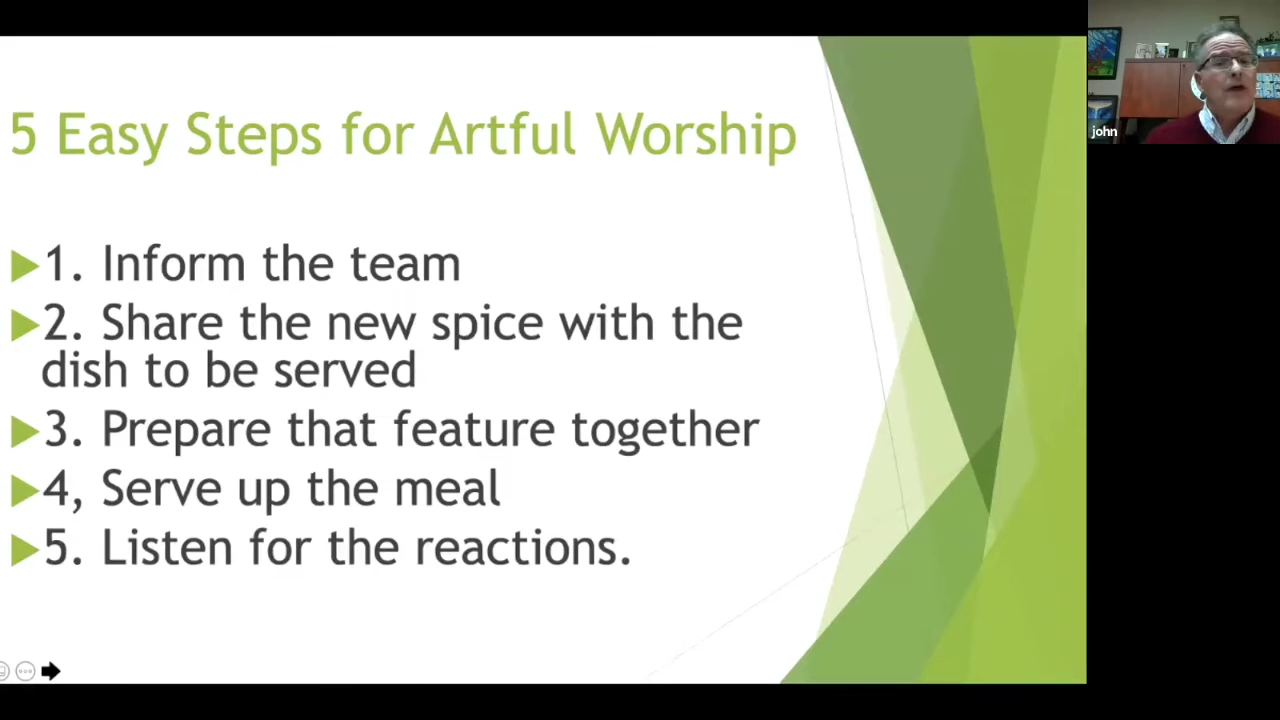 5 Easy Steps for Artful Worship
1. Inform the team
2. Share the new spice with the
dish to be served
3. Prepare that feature together
4, Serve up the meal
5. Listen for the reactions.
john